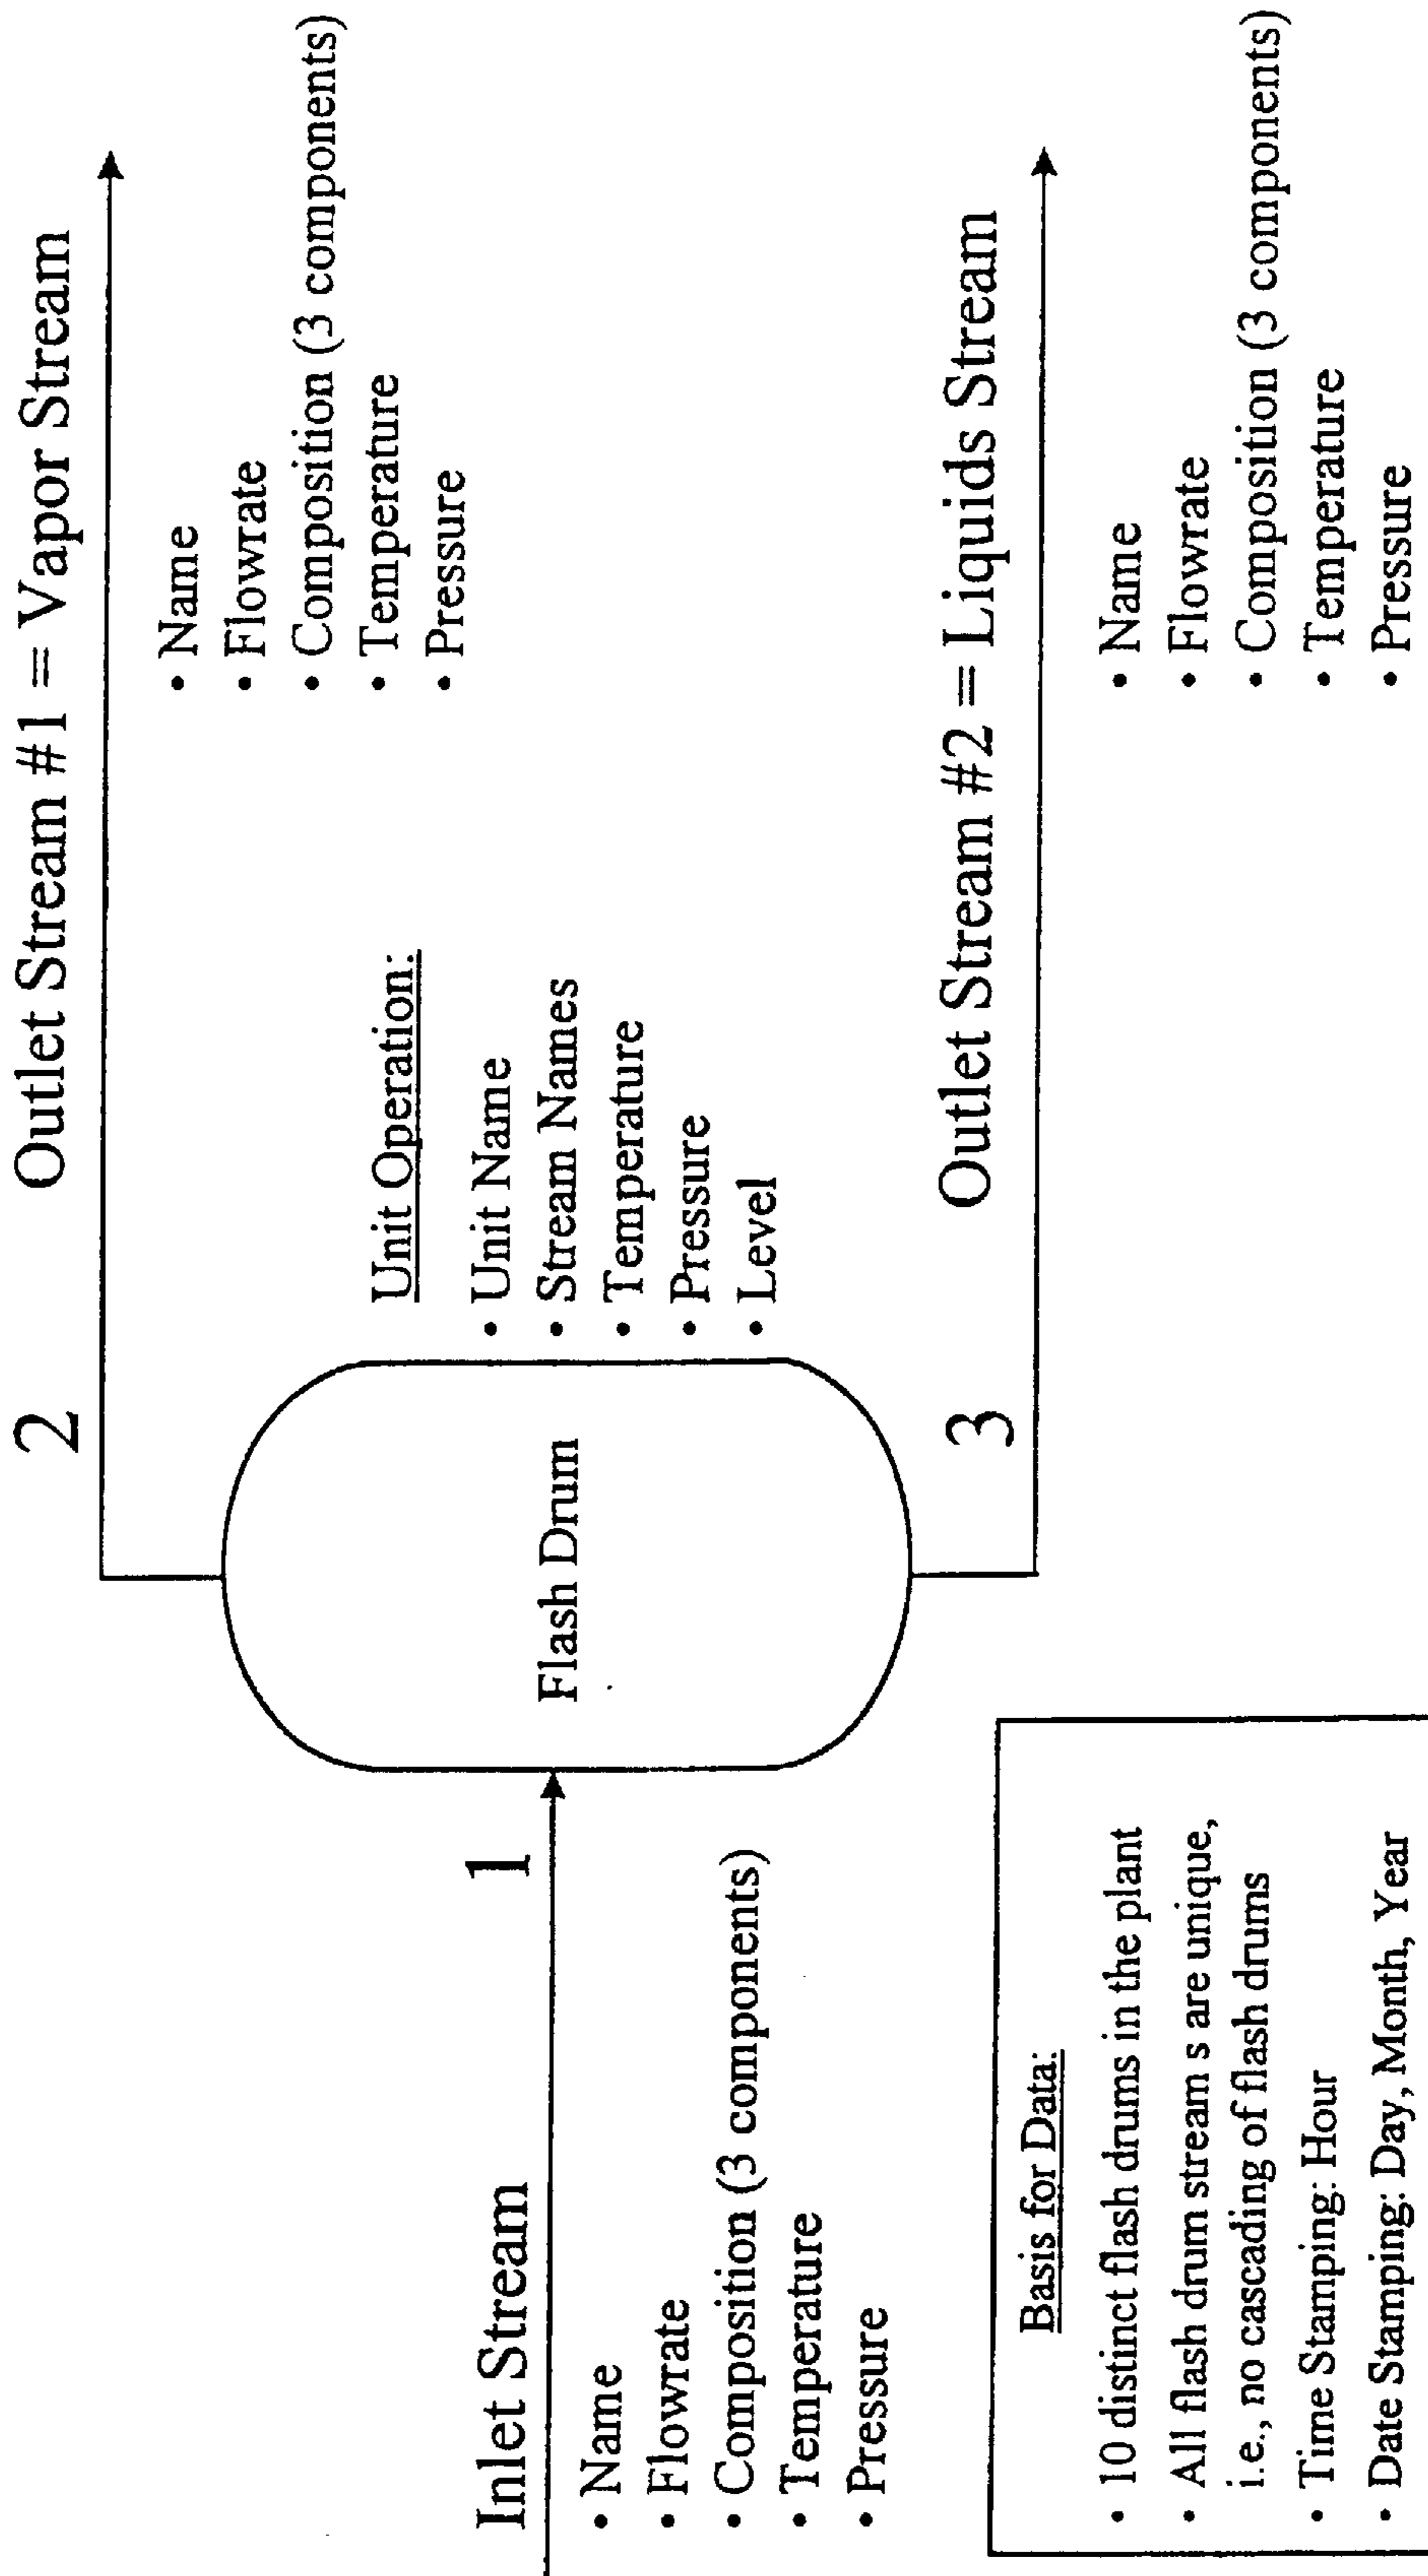 Outlet Stream #1 = Vapor Stream
2
• Name
• Flowrate
• Composition (3 components)
• Temperature
• Pressure
Unit Operation:
• Unit Name
• Stream Names
• Temperature
• Pressure
• Level
Flash Drum
Inlet Stream
1
• Name
• Flowrate
• Composition (3 components)
• Temperature
• Pressure
3
Outlet Stream #2 = Liquids Stream
• Name
• Flowrate
• Composition (3 components)
• Temperature
• Pressure
Basis for Data:
• 10 distinct flash drums in the plant
• All flash drum stream s are unique,
i.e., no cascading of flash drums
• Time Stamping: Hour
• Date Stamping: Day, Month, Year